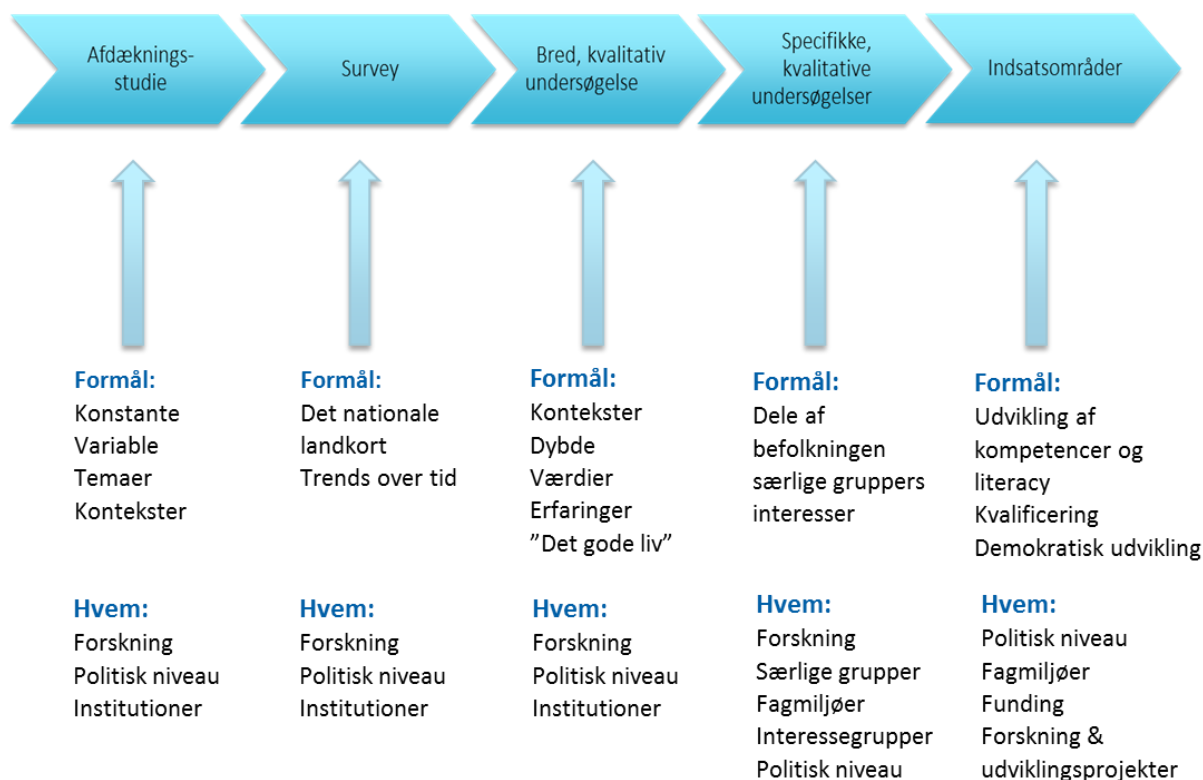 Afdæknings-
studie
Survey
Bred, kvalitativ
undersøgelse
Specifikke,
kvalitative
undersøgelser
Indsatsområder
Formål:
Konstante
Variable
Temaer
Kontekster
Formål:
Det nationale
landkort
Trends over tid
Formål:
Kontekster
Dybde
Værdier
Erfaringer
”Det gode liv”
Formål:
Dele af
befolkningen
særlige gruppers
interesser
Formål:
Udvikling af
kompetencer og
literacy
Kvalificering
Demokratisk udvikling
Hvem:
Forskning
Politisk niveau
Institutioner
Hvem:
Forskning
Politisk niveau
Institutioner
Hvem:
Forskning
Politisk niveau
Institutioner
Hvem:
Forskning
Særlige grupper
Fagmiljøer
Interessegrupper
Politisk niveau
Hvem:
Politisk niveau
Fagmiljøer
Funding
Forskning &
udviklingsprojekter